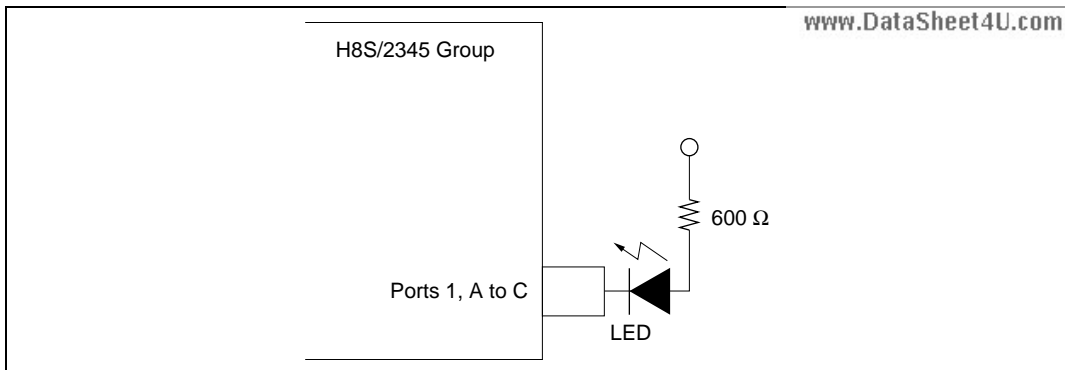 www.DataSheet4U.com
H8S/2345 Group
600 Ω
Ports 1, A to C
LED